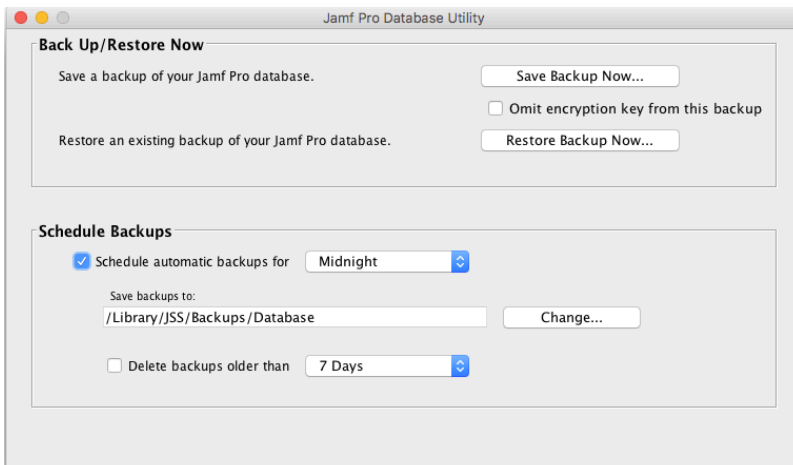 Jamf Pro Database Utility
Back Up/Restore Now
Save a backup of your Jamf Pro database.
Save Backup Now...
Omit encryption key from this backup
Restore an existing backup of your Jamf Pro database.
Restore Backup Now...
Schedule Backups
Schedule automatic backups for
Midnight
Save backups to:
/Library/JSS/Backups/Database
Change...
Delete backups older than
7 Days